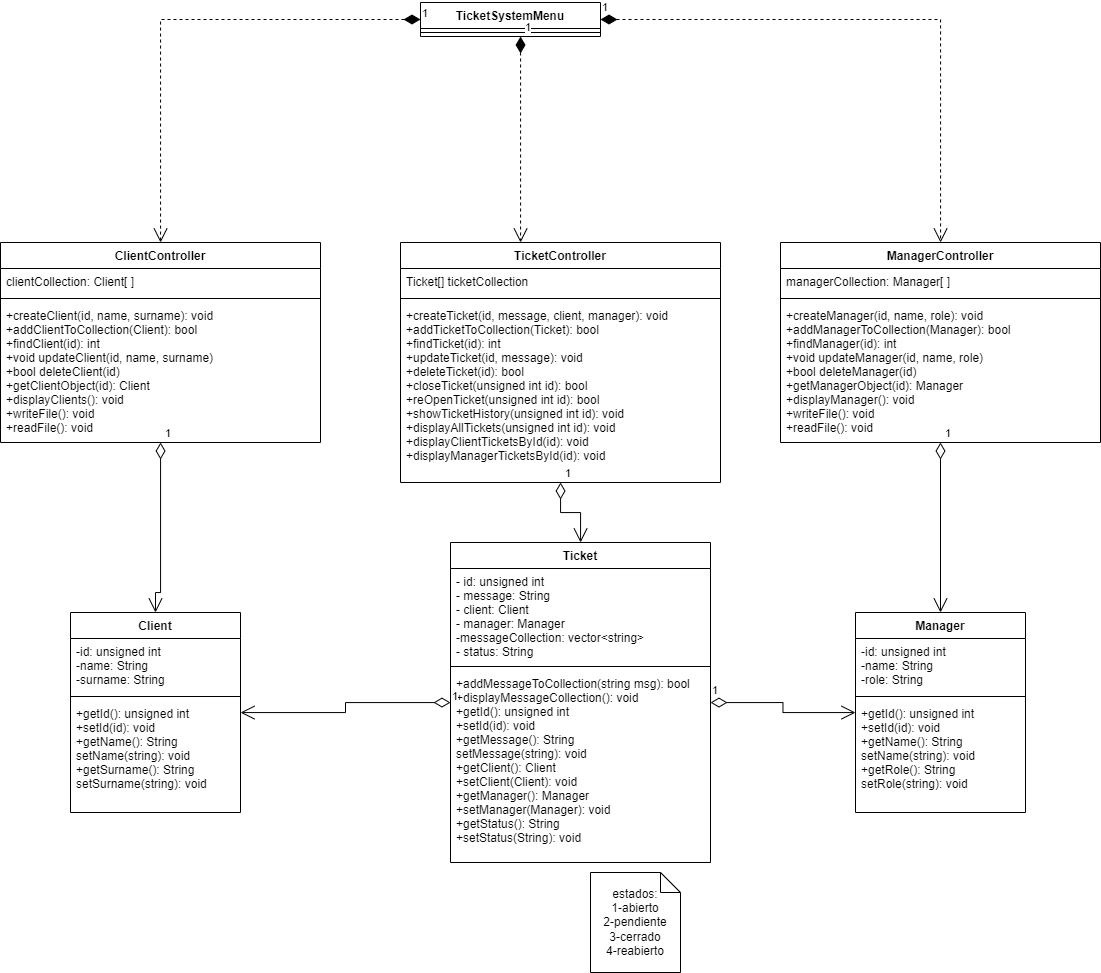 1
TicketSystemMenu
1
1
ClientController
clientCollection: Client[ ]
+createClient(id, name, surname): void
+addClientToCollection(Client): bool
+findClient(id): int
+void updateClient(id, name, surname)
+bool deleteClient(id)
+getClientObject(id): Client
+displayClients(): void
+writeFile(): void
+readFile(): void
1
TicketController
Ticket[] ticketCollection
+createTicket(id, message, client, manager): void
+addTicketToCollection(Ticket): bool
+findTicket(id): int
+updateTicket(id, message): void
+deleteTicket(id): bool
+closeTicket(unsigned int id): bool
+reOpenTicket(unsigned int id): bool
+showTicketHistory(unsigned int id): void
+displayAllTickets(unsigned int id): void
+displayClientTicketsById(id): void
+displayManagerTicketsById(id): void
1
ManagerController
managerCollection: Manager[ ]
+createManager(id, name, role): void
+addManagerToCollection(Manager): bool
+findManager(id): int
+void updateManager(id, name, role)
+bool deleteManager(id)
+getManagerObject(id): Manager
+displayManager(): void
+writeFile(): void
+readFile(): void
1
Client
-id: unsigned int
-name: String
-surname: String
+getId(): unsigned int
+setId(id): void
+getName(): String
setName(string): void
+getSurname(): String
setSurname(string): void
Ticket
- id: unsigned int
- message: String
- client: Client
- manager: Manager
-messageCollection: vector<string>
- status: String
+addMessageToCollection(string msg): bool
1
+displayMessageCollection(): void
+getId(): unsigned int
+setId(id): void
+getMessage(): String
setMessage(string): void
+getClient(): Client
+setClient(Client): void
+getManager(): Manager
+setManager(Manager): void
+getStatus(): String
+setStatus(String): void
1
Manager
-id: unsigned int
-name: String
-role: String
+getId(): unsigned int
+setId(id): void
+getName(): String
setName(string): void
+getRole(): String
setRole(string): void
estados:
1-abierto
2-pendiente
3-cerrado
4-reabierto